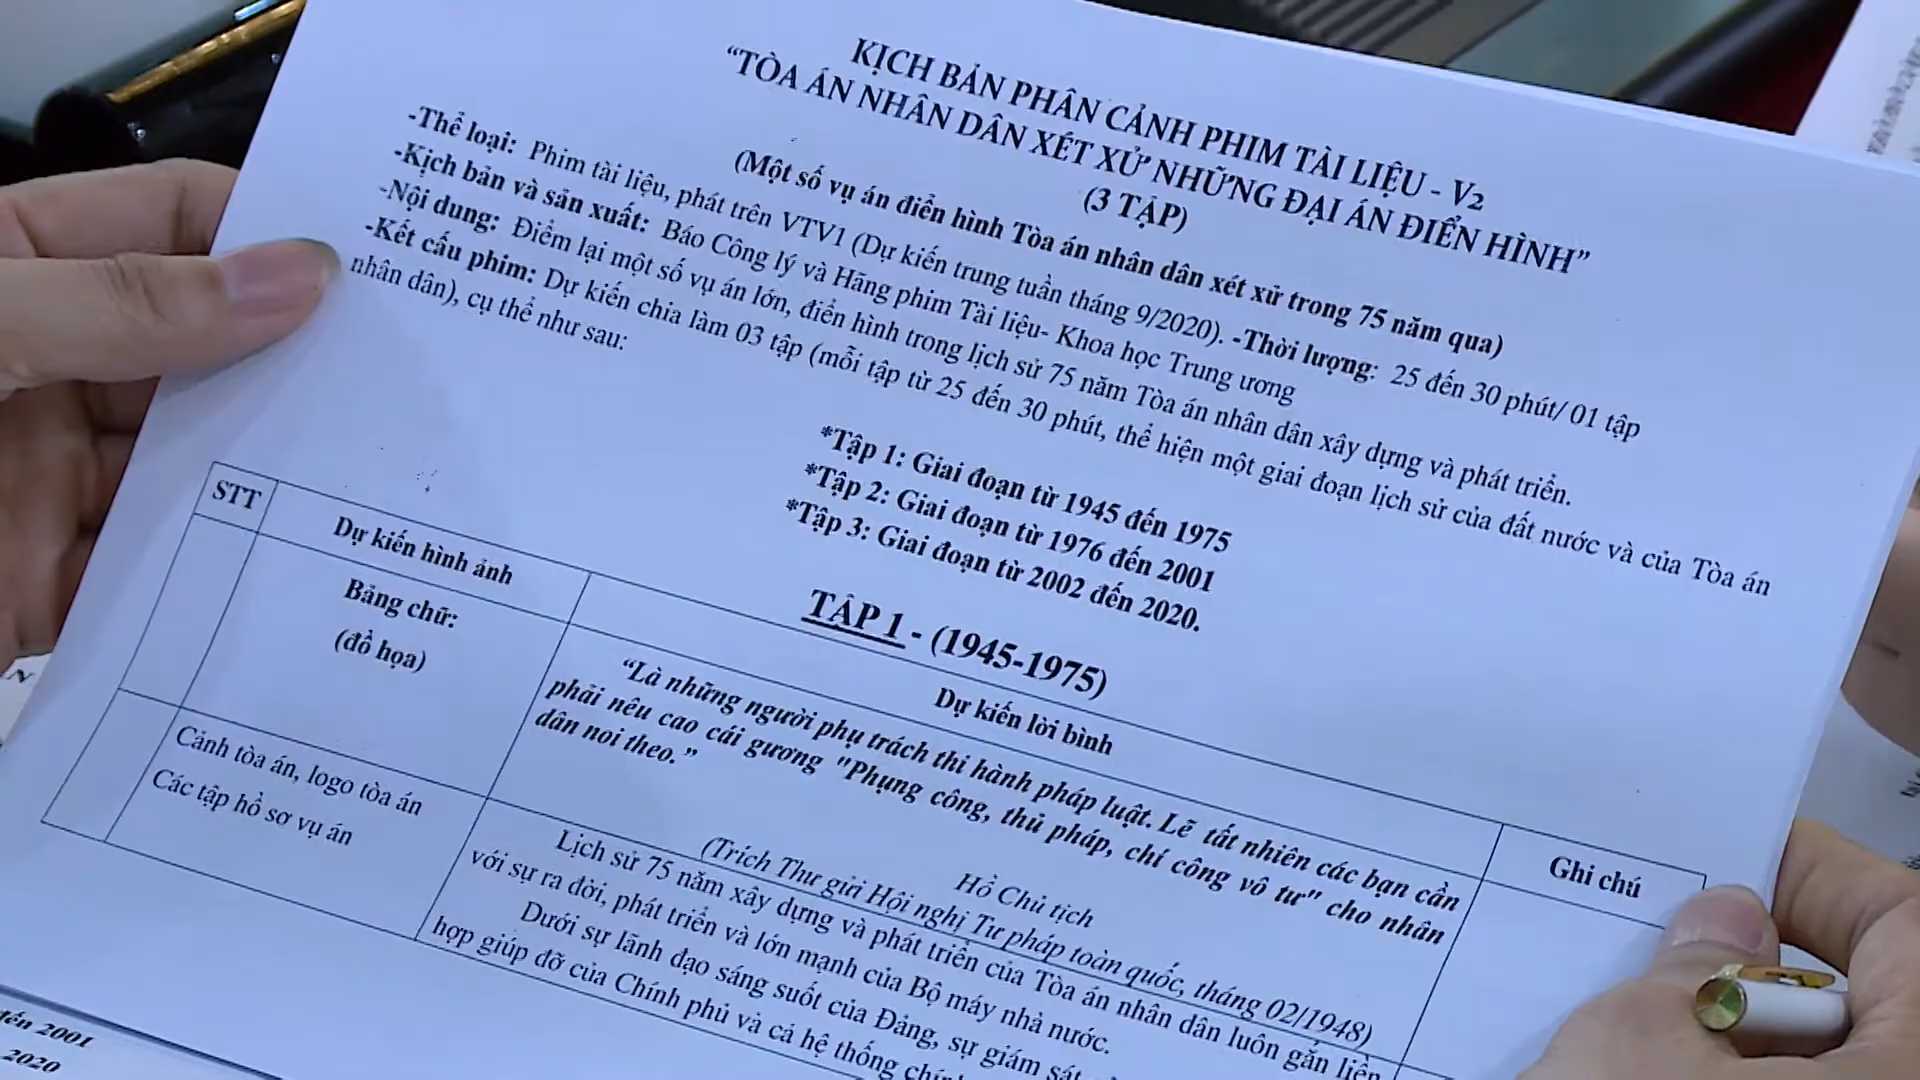 KỊCH BẢN PHÂN CẢNH PHIM TÀI LIỆU - V2
“TÒA ÁN NHÂN DÂN XÉT XỬ NHỮNG ĐẠI ÁN ĐIỂN HÌNH”
(3 TẬP)
(Một số vụ án điển hình Tòa án nhân dân xét xử trong 75 năm qua)
-Thể loại: Phim tài liệu, phát trên VTV1 (Dự kiến trung tuần tháng 9/2020). -Thời lượng: 25 đến 30 phút/ 01 tập
-Kịch bản và sản xuất: Báo Công lý và Hãng phim Tài liệu- Khoa học Trung ương
-Nội dung: Điểm lại một số vụ án lớn, điển hình trong lịch sử 75 năm Tòa án nhân dân xây dựng và phát triển.
-Kết cấu phim: Dự kiến chia làm 03 tập (mỗi tập từ 25 đến 30 phút, thể hiện một giai đoạn lịch sử của đất nước và của Tòa án
nhân dân), cụ thể như sau:
*Tập 1: Giai đoạn từ 1945 đến 1975
*Tập 2: Giai đoạn từ 1976 đến 2001
*Tập 3: Giai đoạn từ 2002 đến 2020.
TẬP 1 - (1945-1975)
STT
Dự kiến hình ảnh
Dự kiến lời bình
Ghi chú
Bảng chữ:
(đồ họa)
“Là những người phụ trách thi hành pháp luật. Lẽ tất nhiên các bạn cần
phải nêu cao cái gương "Phụng công, thủ pháp, chí công vô tư" cho nhân
dân noi theo.”
Hồ Chủ tịch
(Trích Thư gửi Hội nghị Tư pháp toàn quốc, tháng 02/1948)
Cảnh tòa án, logo tòa án
Các tập hồ sơ vụ án
Lịch sử 75 năm xây dựng và phát triển của Tòa án nhân dân luôn gắn liền
với sự ra đời, phát triển và lớn mạnh của Bộ máy nhà nước.
Dưới sự lãnh đạo sáng suốt của Đảng, sự giám sát
hợp giúp đỡ của Chính phủ và cả hệ thống
đến 2001
2020